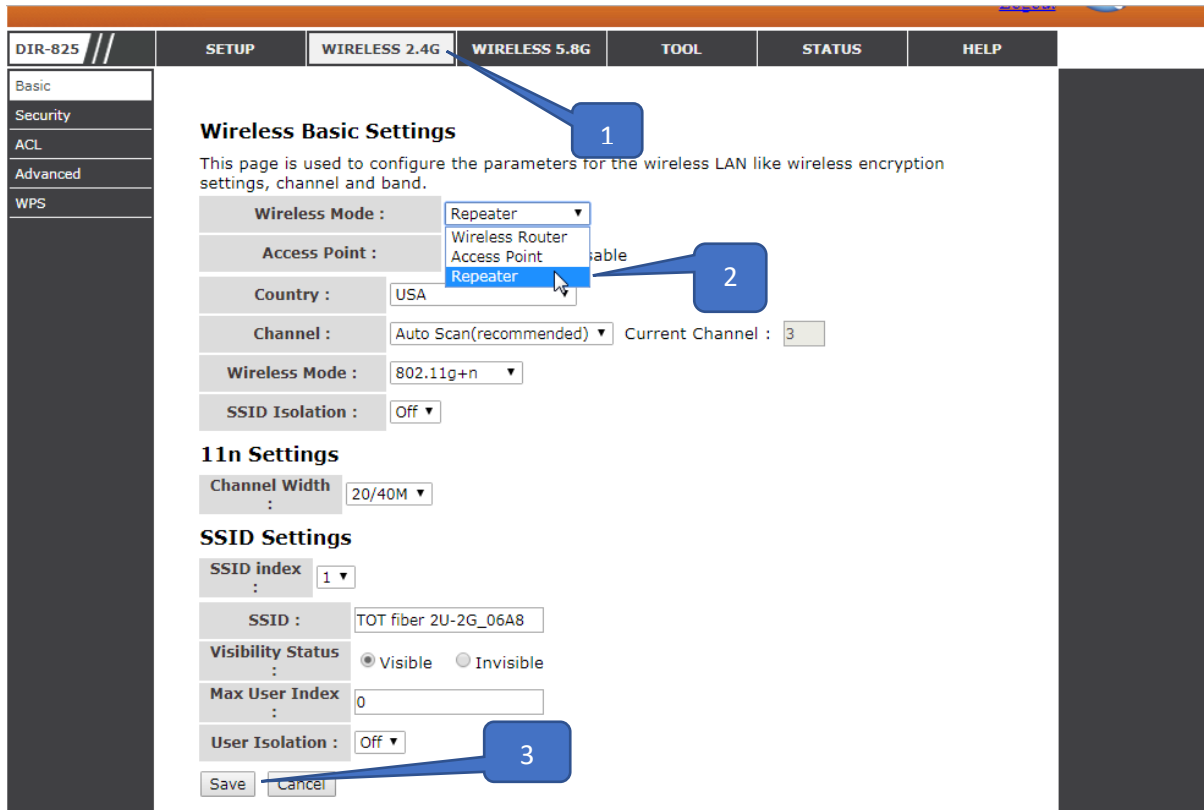 Logout
DIR-825 SETUP WIRELESS 2.4G WIRELESS 5.8G TOOL STATUS HELP
Basic
Security
ACL
Advanced
WPS
1
Wireless Basic Settings
This page is used to configure the parameters for the wireless LAN like wireless encryption
settings, channel and band.
Wireless Mode : Repeater
Wireless Router
Access Point
Repeater
Access Point : sable
2
Country : USA
Channel : Auto Scan(recommended) Current Channel : 3
Wireless Mode : 802.11g+n
SSID Isolation : Off
11n Settings
Channel Width : 20/40M
SSID Settings
SSID index : 1
SSID : TOT fiber 2U-2G_06A8
Visibility Status : Visible Invisible
Max User Index : 0
User Isolation : Off
3
Save Cancel